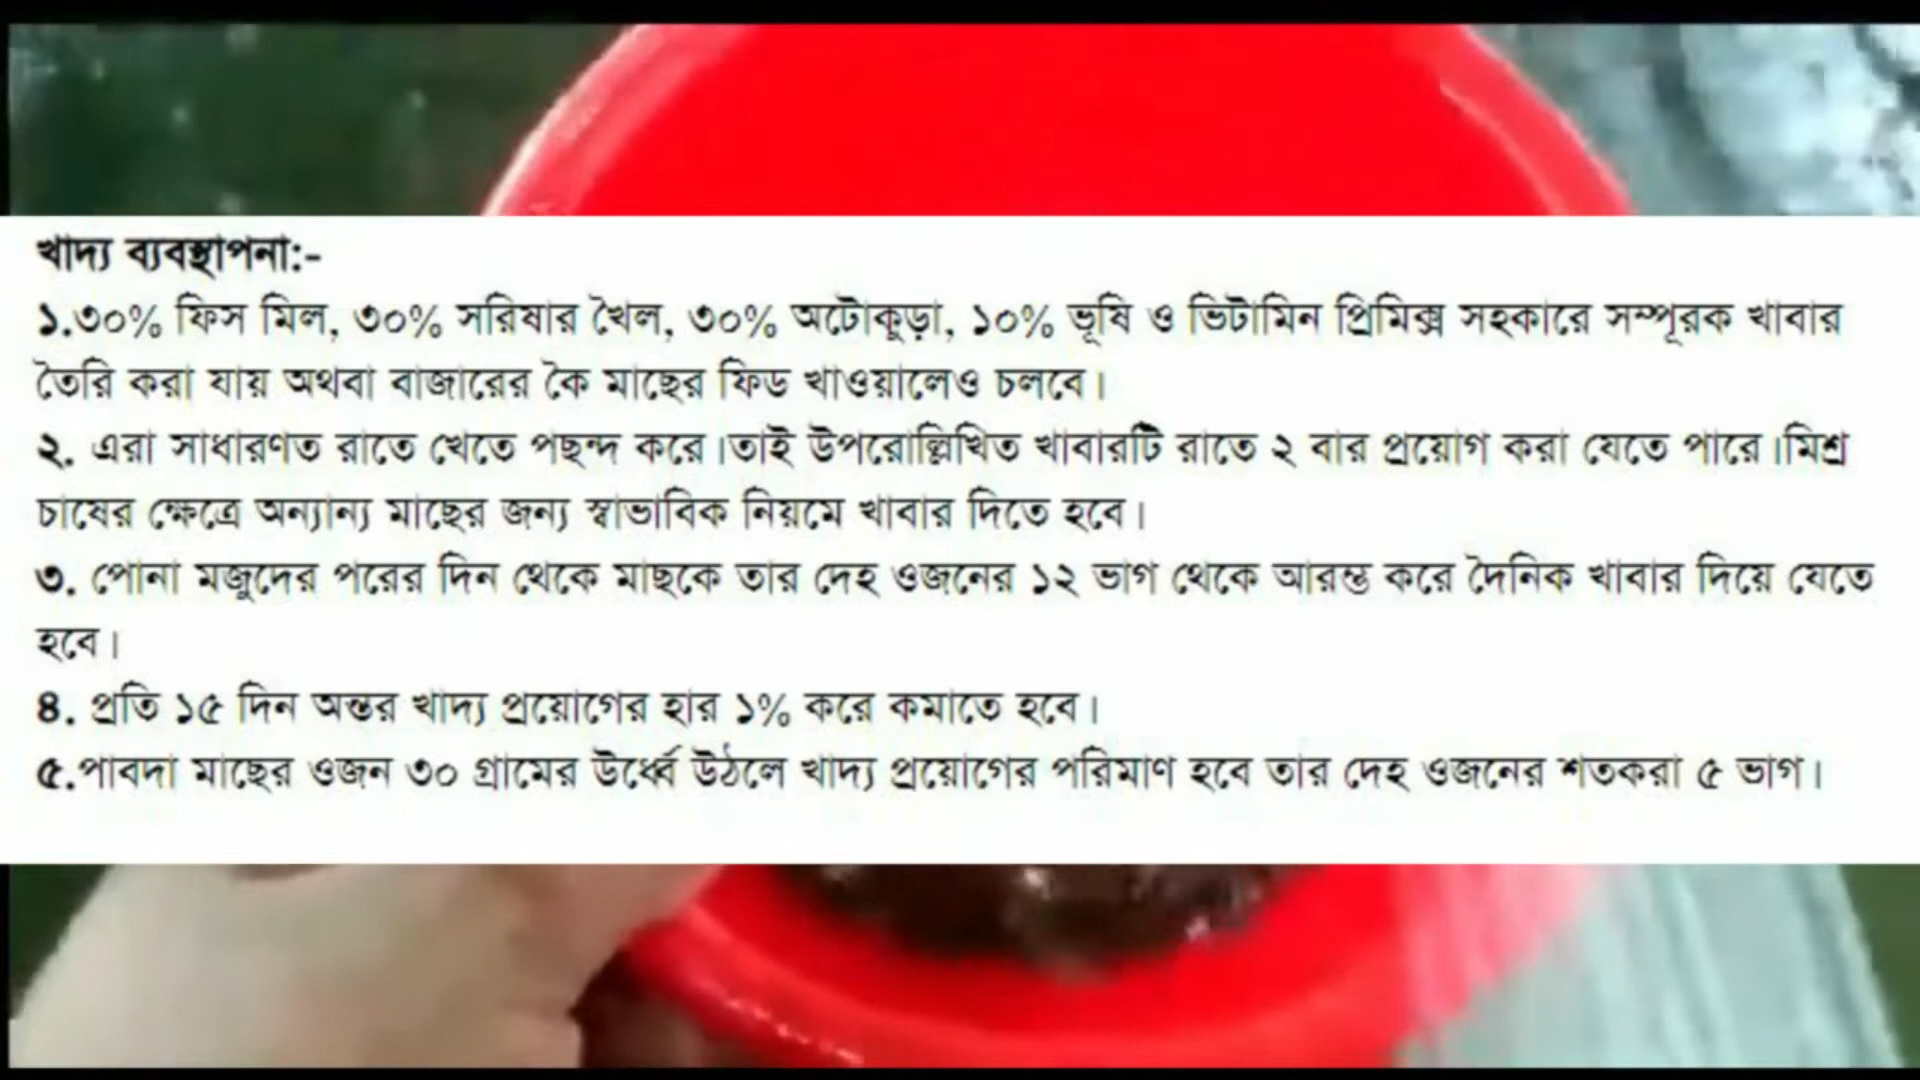 খাদ্য ব্যবস্থাপনা:-
১.৩০% ফিস মিল, ৩০% সরিষার খৈল, ৩০% অটোকুড়া, ১০% ভূষি ও ভিটামিন প্রিমিক্স সহকারে সম্পূরক খাবার
তৈরি করা যায় অথবা বাজারের কৈ মাছের ফিড খাওয়ালেও চলবে।
২. এরা সাধারণত রাতে খেতে পছন্দ করে।তাই উপরোল্লিখিত খাবারটি রাতে ২ বার প্রয়োগ করা যেতে পারে।মিশ্র
চাষের ক্ষেত্রে অন্যান্য মাছের জন্য স্বাভাবিক নিয়মে খাবার দিতে হবে।
৩. পোনা মজুদের পরের দিন থেকে মাছকে তার দেহ ওজনের ১২ ভাগ থেকে আরম্ভ করে দৈনিক খাবার দিয়ে যেতে
হবে।
৪. প্রতি ১৫ দিন অন্তর খাদ্য প্রয়োগের হার ১% করে কমাতে হবে।
৫.পাবদা মাছের ওজন ৩০ গ্রামের উর্ধ্বে উঠলে খাদ্য প্রয়োগের পরিমাণ হবে তার দেহ ওজনের শতকরা ৫ ভাগ।